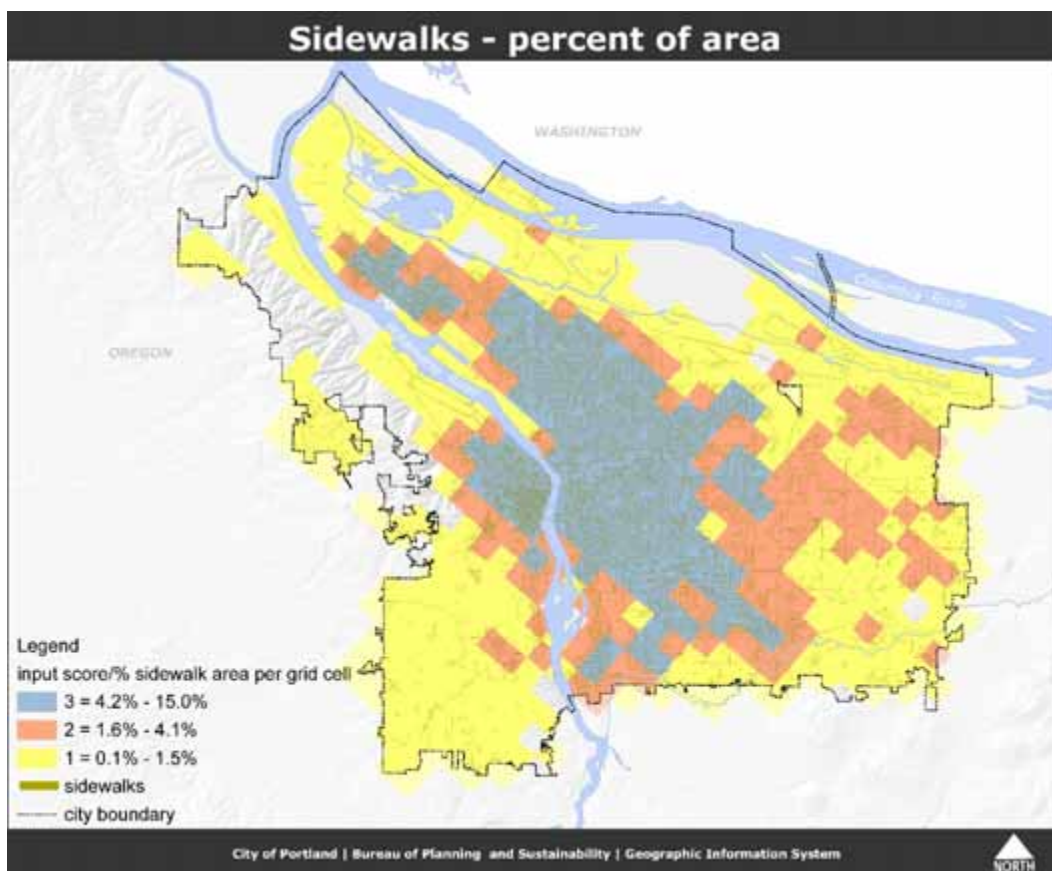 Sidewalks - percent of area
WASHINGTON
Columbia River
OREGON
Legend
input score/% sidewalk area per grid cell
3 = 4.2% - 15.0%
2 = 1.6% - 4.1%
1 = 0.1% - 1.5%
sidewalks
city boundary
City of Portland | Bureau of Planning and Sustainability | Geographic Information System
NORTH